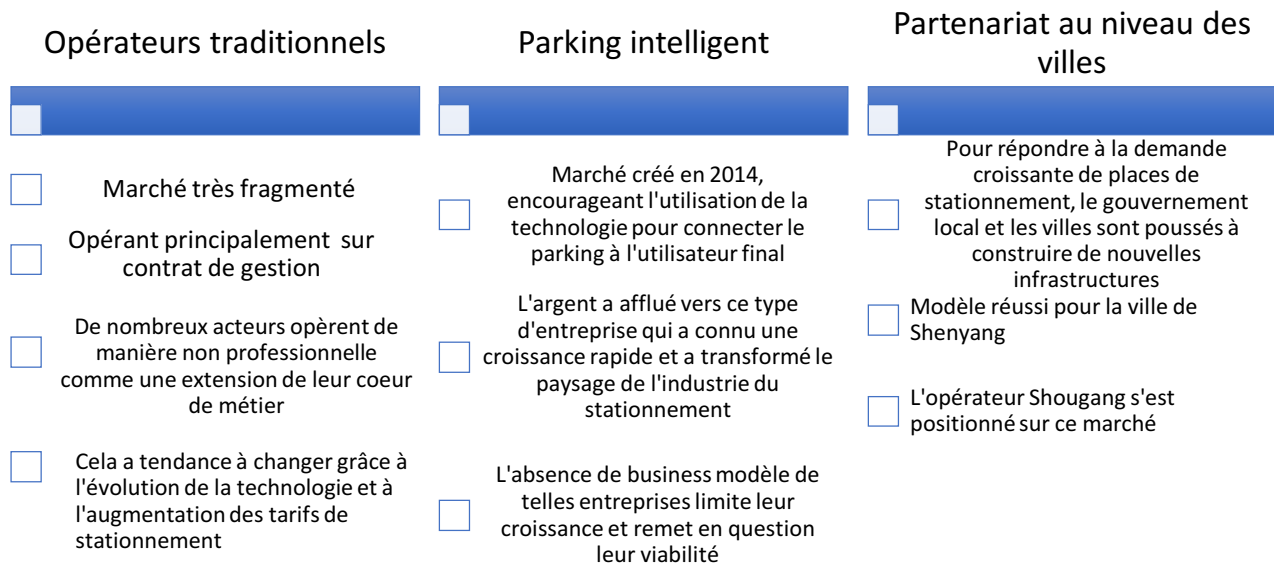 Opérateurs traditionnels
Marché très fragmenté
Opérant principalement sur
contrat de gestion
De nombreux acteurs opèrent de
manière non professionnelle
comme une extension de leur coeur
de métier
Cela a tendance à changer grâce à
l'évolution de la technologie et à
l'augmentation des tarifs de
stationnement
Parking intelligent
Marché créé en 2014,
encourageant l'utilisation de la
technologie pour connecter le
parking à l'utilisateur final
L'argent a afflué vers ce type
d'entreprise qui a connu une
croissance rapide et a transformé le
paysage de l'industrie du
stationnement
L'absence de business modèle de
telles entreprises limite leur
croissance et remet en question
leur viabilité
Partenariat au niveau des
villes
Pour répondre à la demande
croissante de places de
stationnement, le gouvernement
local et les villes sont poussés à
construire de nouvelles
infrastructures
Modèle réussi pour la ville de
Shenyang
L'opérateur Shougang s'est
positionné sur ce marché